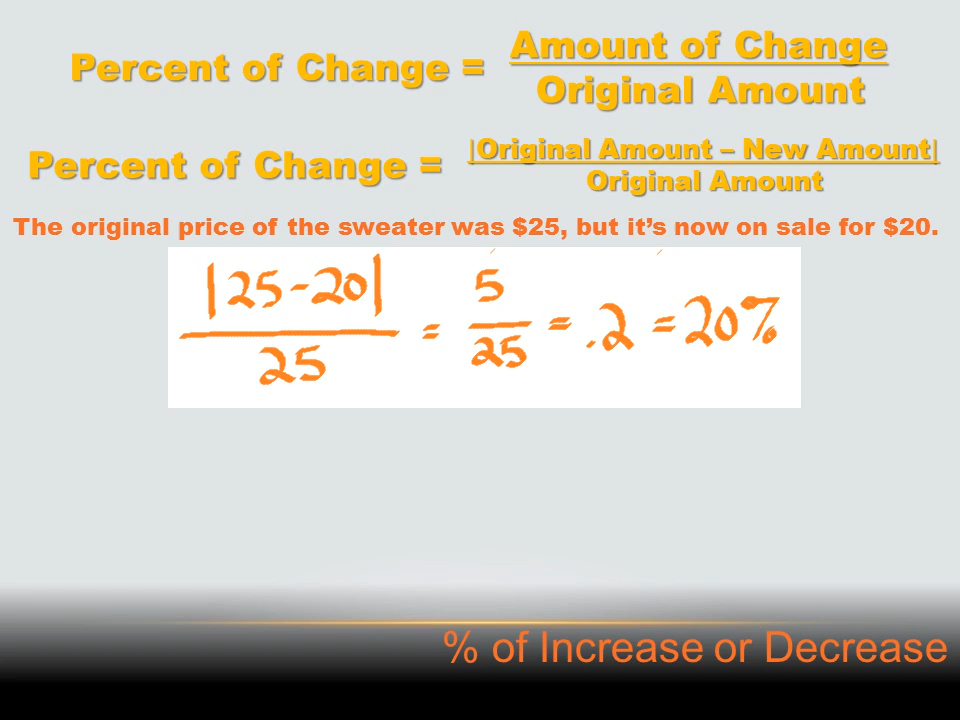 Percent of Change = Amount of Change
Original Amount
Percent of Change = |Original Amount – New Amount|
Original Amount
The original price of the sweater was $25, but it’s now on sale for $20.
|25-20|
25
=
5
25
= .2 = 20%
% of Increase or Decrease